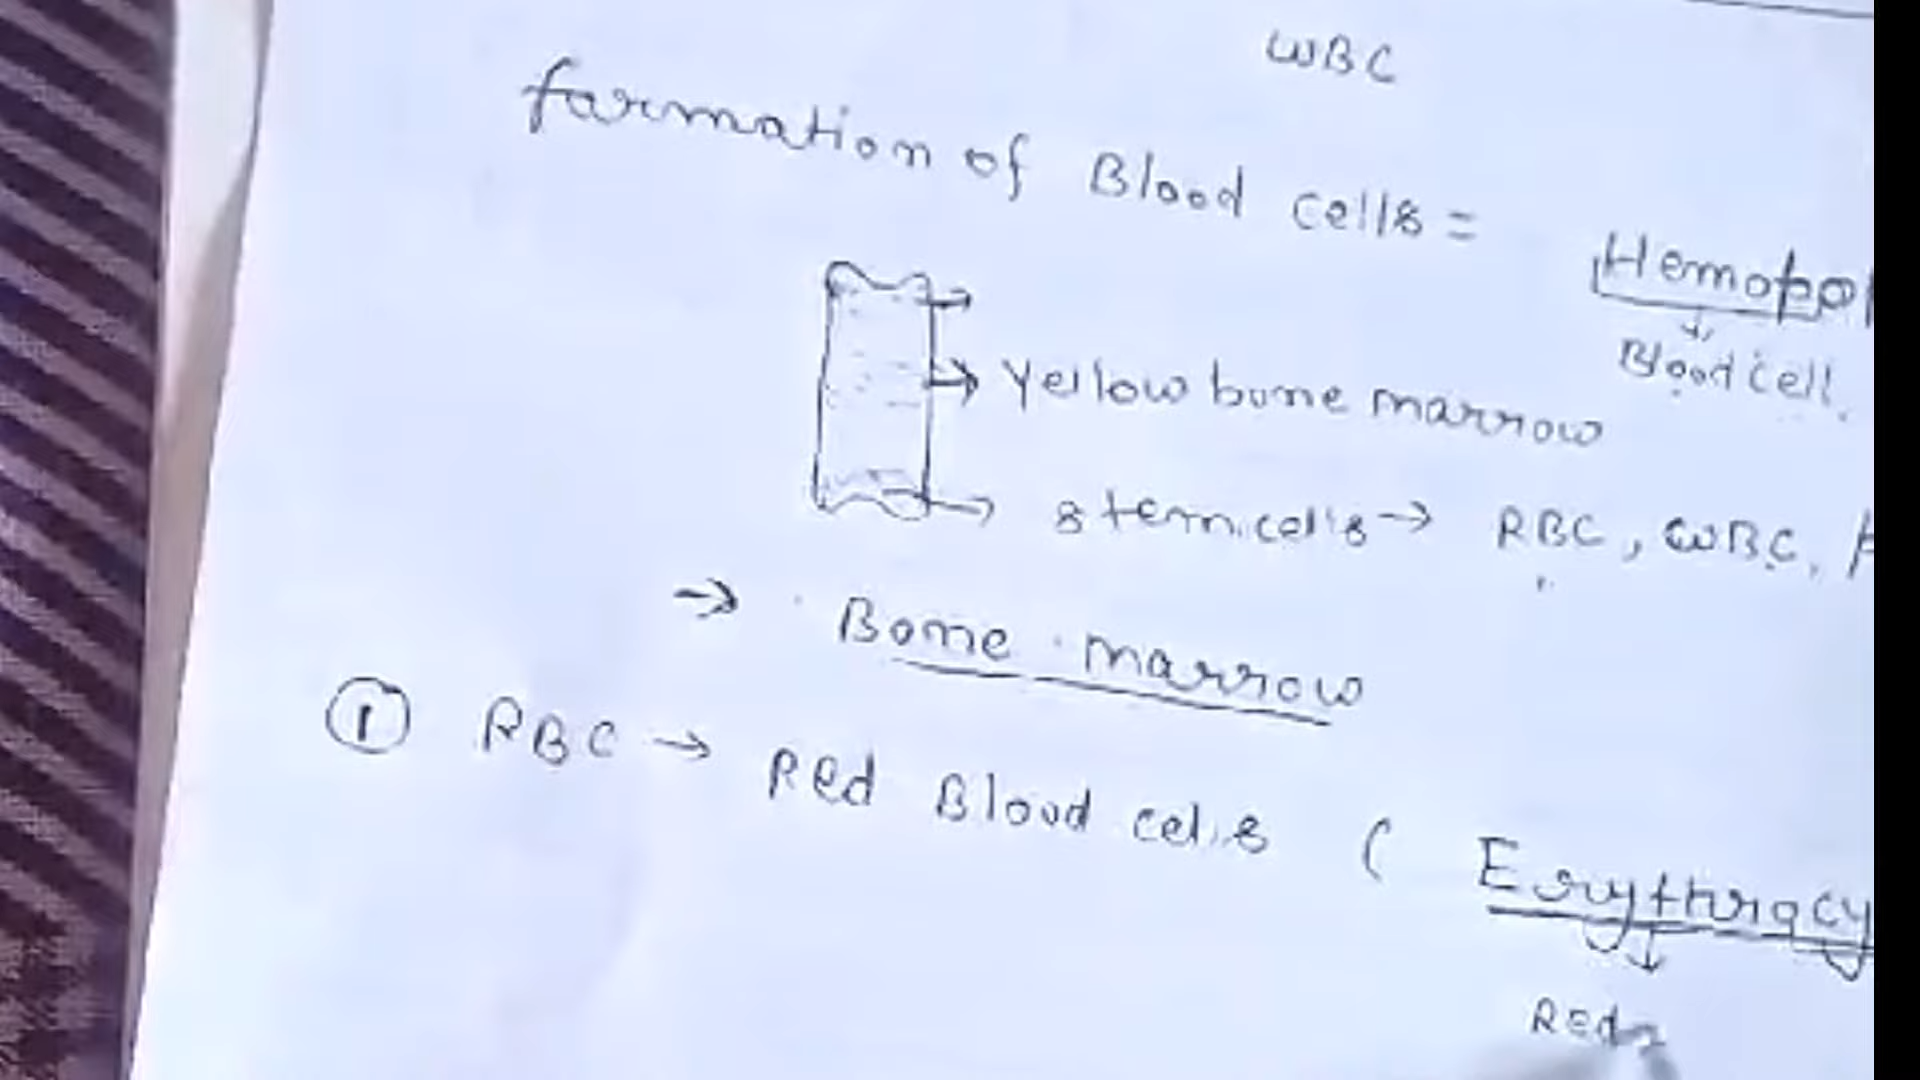 WBC
formation of Blood cells = Hemopoi
Blood cell.
→ Yellow bone marrow
stem cells → RBC, WBC,
→ Bone marrow
① RBC → Red Blood cells ( Erythrocy
Red